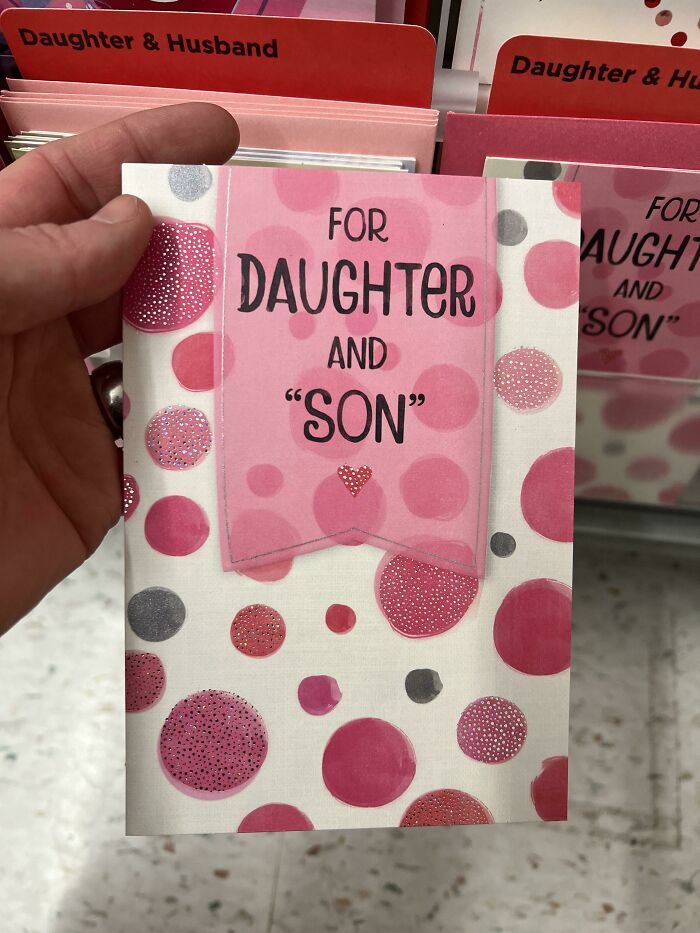 Daughter & Husband
Daughter & Hu
FOR
DAUGHTER
AND
“SON”
FOR
AUGHT
AND
“SON”